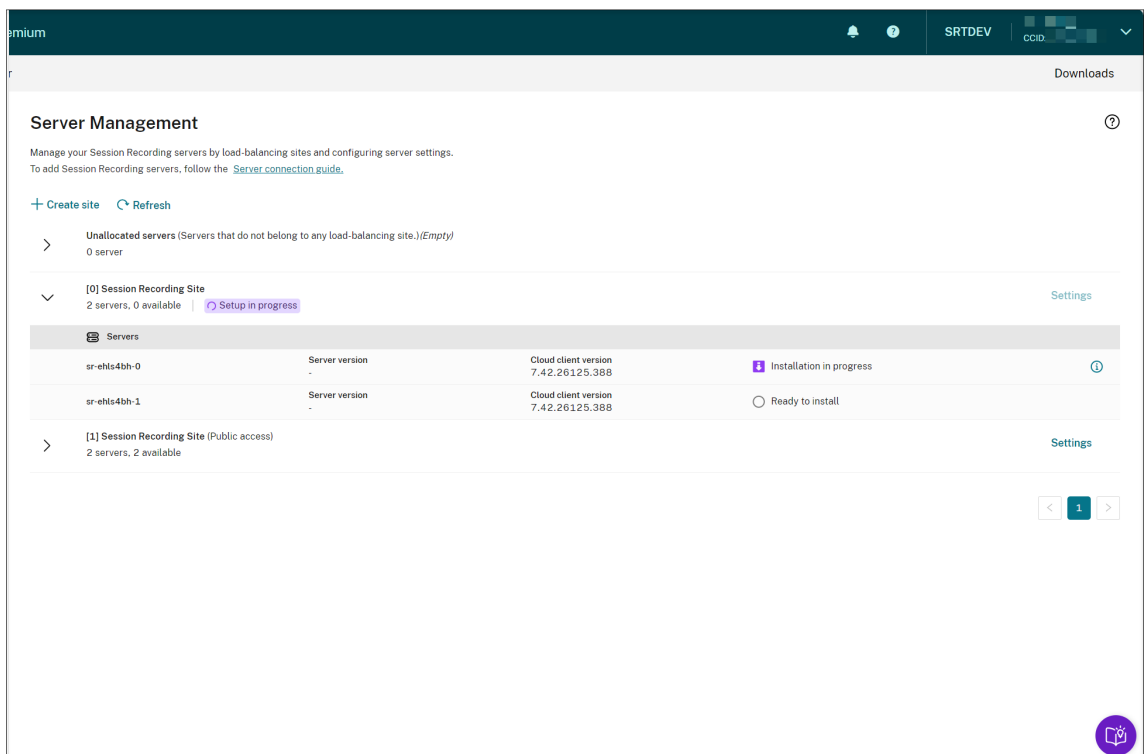 emium
SRTDEV
CCID
r
Downloads
Server Management
Manage your Session Recording servers by load-balancing sites and configuring server settings.
To add Session Recording servers, follow the Server connection guide.
Create site Refresh
Unallocated servers (Servers that do not belong to any load-balancing site.)(Empty)
0 server
[0] Session Recording Site
2 servers, 0 available Setup in progress
Settings
Servers
sr-ehls4bh-0 Server version - Cloud client version 7.42.26125.388 Installation in progress
sr-ehls4bh-1 Server version - Cloud client version 7.42.26125.388 Ready to install
[1] Session Recording Site (Public access)
2 servers, 2 available
Settings
1